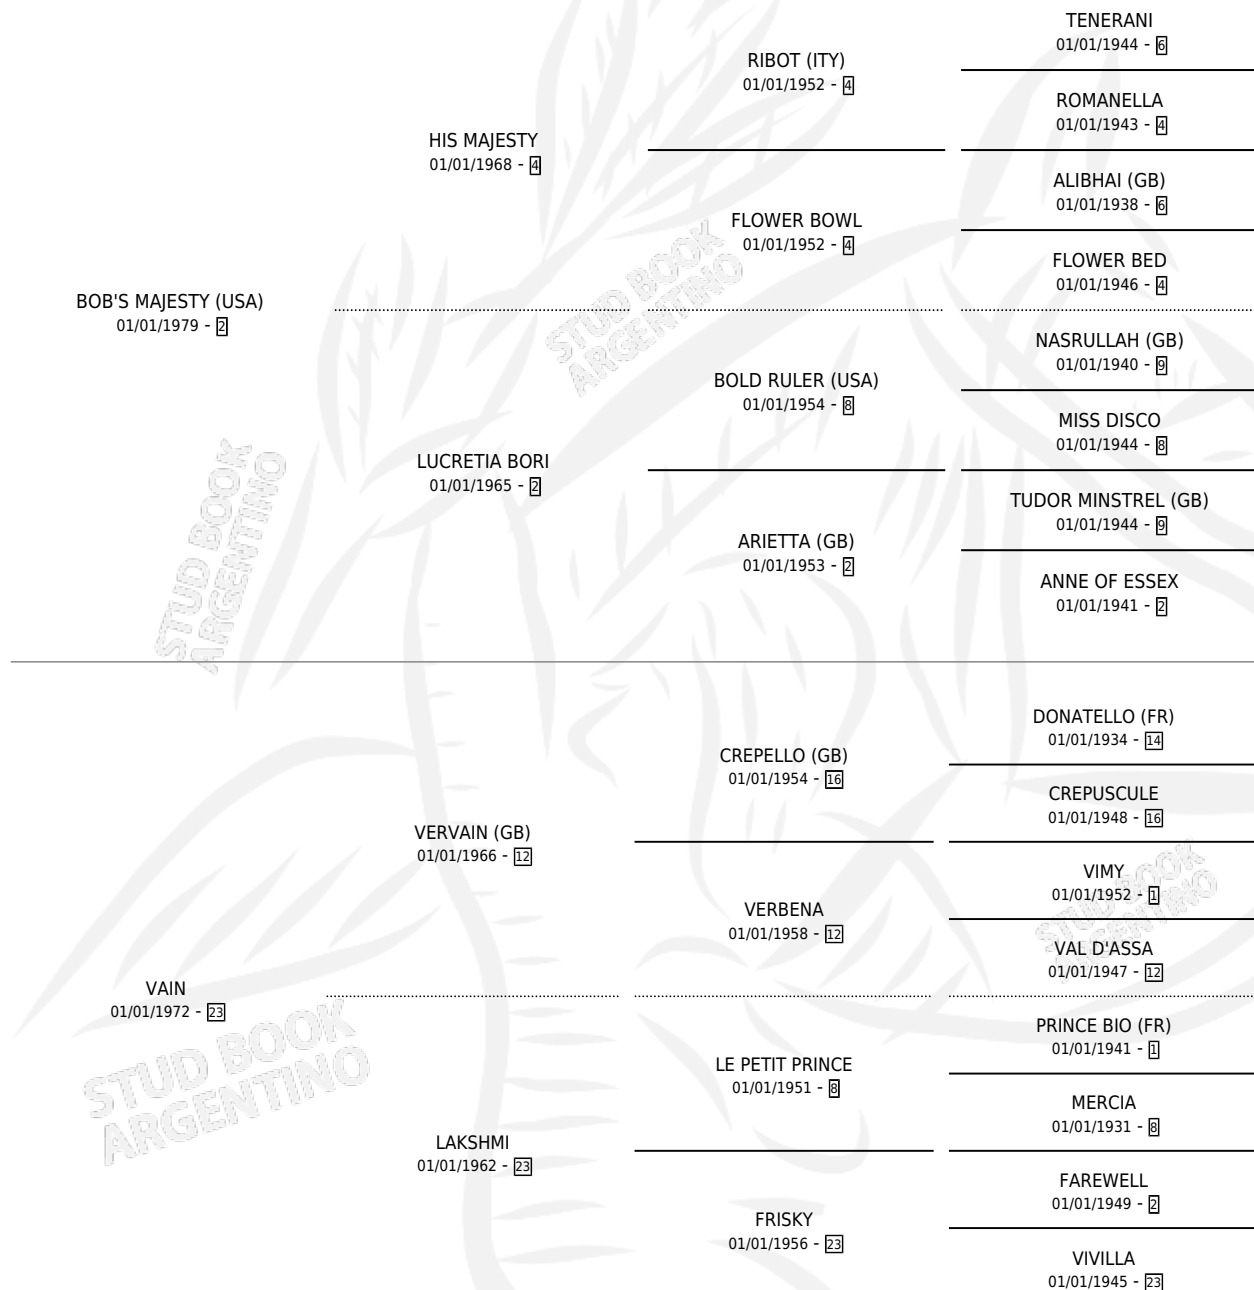 TENERANI
01/01/1944 - 6
RIBOT (ITY)
01/01/1952 - 4
ROMANELLA
01/01/1943 - 4
HIS MAJESTY
01/01/1968 - 4
ALIBHAI (GB)
01/01/1938 - 6
FLOWER BOWL
01/01/1952 - 4
FLOWER BED
01/01/1946 - 4
BOB'S MAJESTY (USA)
01/01/1979 - 2
STUD BOOK
ARGENTINO
NASRULLAH (GB)
01/01/1940 - 9
BOLD RULER (USA)
01/01/1954 - 8
MISS DISCO
01/01/1944 - 8
LUCRETIA BORI
01/01/1965 - 2
TUDOR MINSTREL (GB)
01/01/1944 - 9
ARIETTA (GB)
01/01/1953 - 2
ANNE OF ESSEX
01/01/1941 - 2
STUD BOOK
ARGENTINO
DONATELLO (FR)
01/01/1934 - 14
CREPELLO (GB)
01/01/1954 - 16
CREPUSCULE
01/01/1948 - 16
VERVAIN (GB)
01/01/1966 - 12
VIMY
01/01/1952 - 1
VERBENA
01/01/1958 - 12
STUD BOOK
ARGENTINO
VAL D'ASSA
01/01/1947 - 12
VAIN
01/01/1972 - 23
PRINCE BIO (FR)
01/01/1941 - 1
LE PETIT PRINCE
01/01/1951 - 8
STUD BOOK
ARGENTINO
MERCIA
01/01/1931 - 8
LAKSHMI
01/01/1962 - 23
FAREWELL
01/01/1949 - 2
FRISKY
01/01/1956 - 23
VIVILLA
01/01/1945 - 23